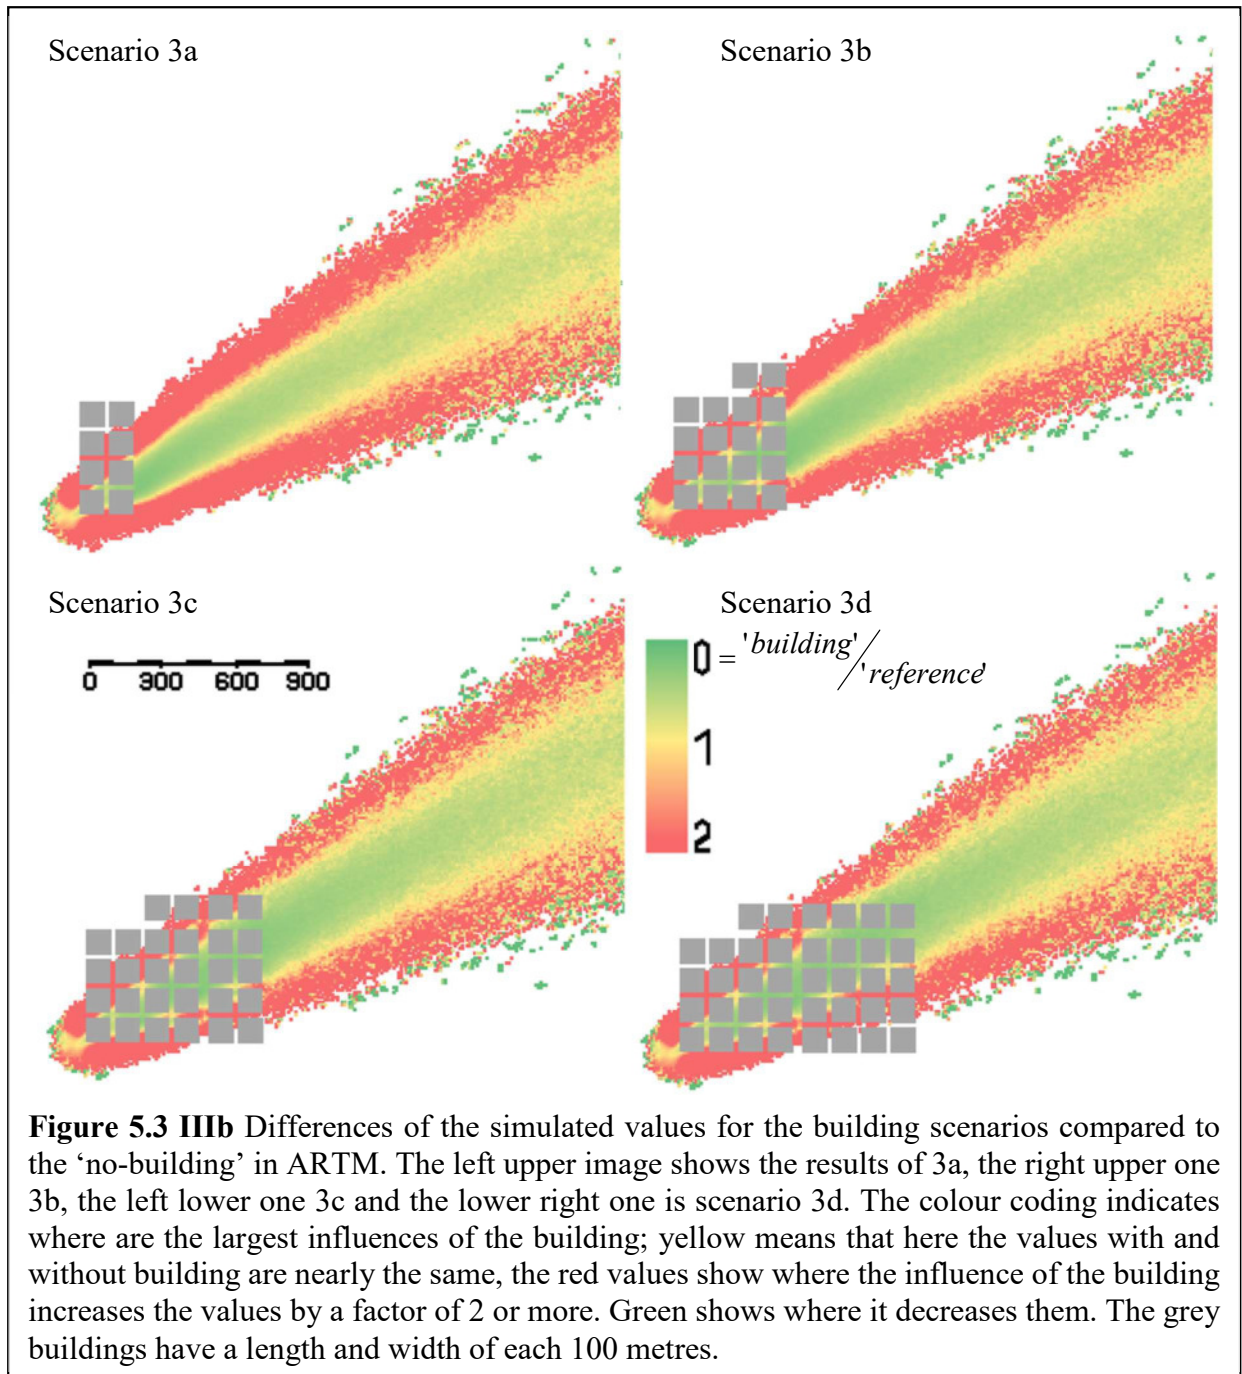 Scenario 3a
Scenario 3b
Scenario 3c
Scenario 3d
0 300 600 900
0 = 'building' / 'reference'
1
2
Figure 5.3 IIIb Differences of the simulated values for the building scenarios compared to
the ‘no-building’ in ARTM. The left upper image shows the results of 3a, the right upper one
3b, the left lower one 3c and the lower right one is scenario 3d. The colour coding indicates
where are the largest influences of the building; yellow means that here the values with and
without building are nearly the same, the red values show where the influence of the building
increases the values by a factor of 2 or more. Green shows where it decreases them. The grey
buildings have a length and width of each 100 metres.